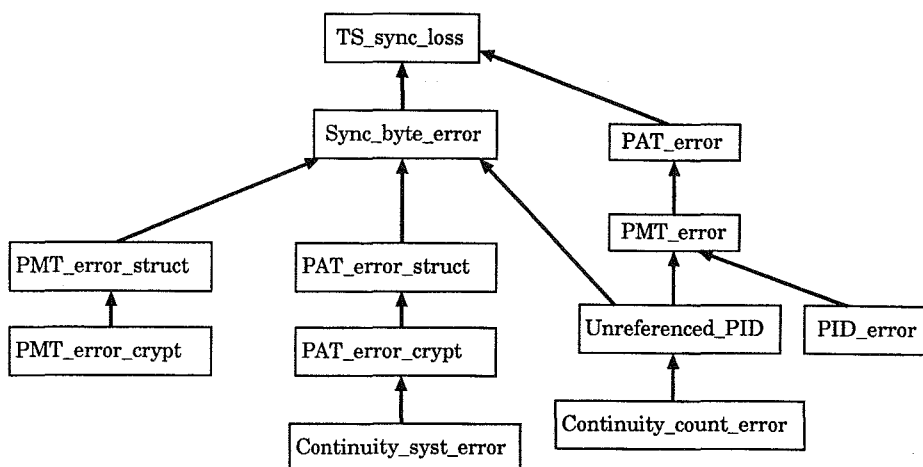 TS_sync_loss
Sync_byte_error
PAT_error
PMT_error
PMT_error_struct
PAT_error_struct
Unreferenced_PID
PID_error
PMT_error_crypt
PAT_error_crypt
Continuity_count_error
Continuity_syst_error